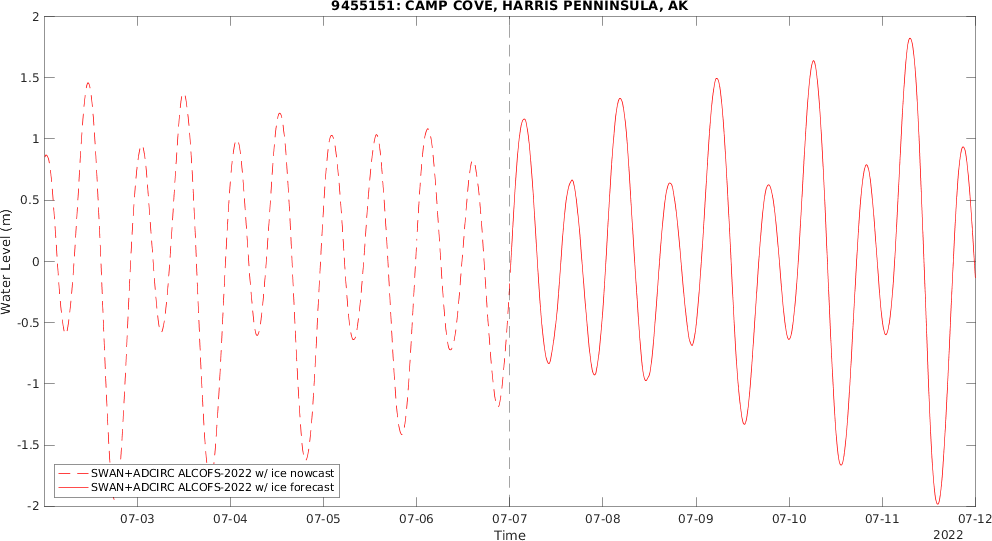 9455151: CAMP COVE, HARRIS PENNINSULA, AK
2
1.5
1
0.5
0
-0.5
-1
-1.5
-2
Water Level (m)
SWAN+ADCIRC ALCOFS-2022 w/ ice nowcast
SWAN+ADCIRC ALCOFS-2022 w/ ice forecast
07-03 07-04 07-05 07-06 07-07 07-08 07-09 07-10 07-11 07-12
Time
2022